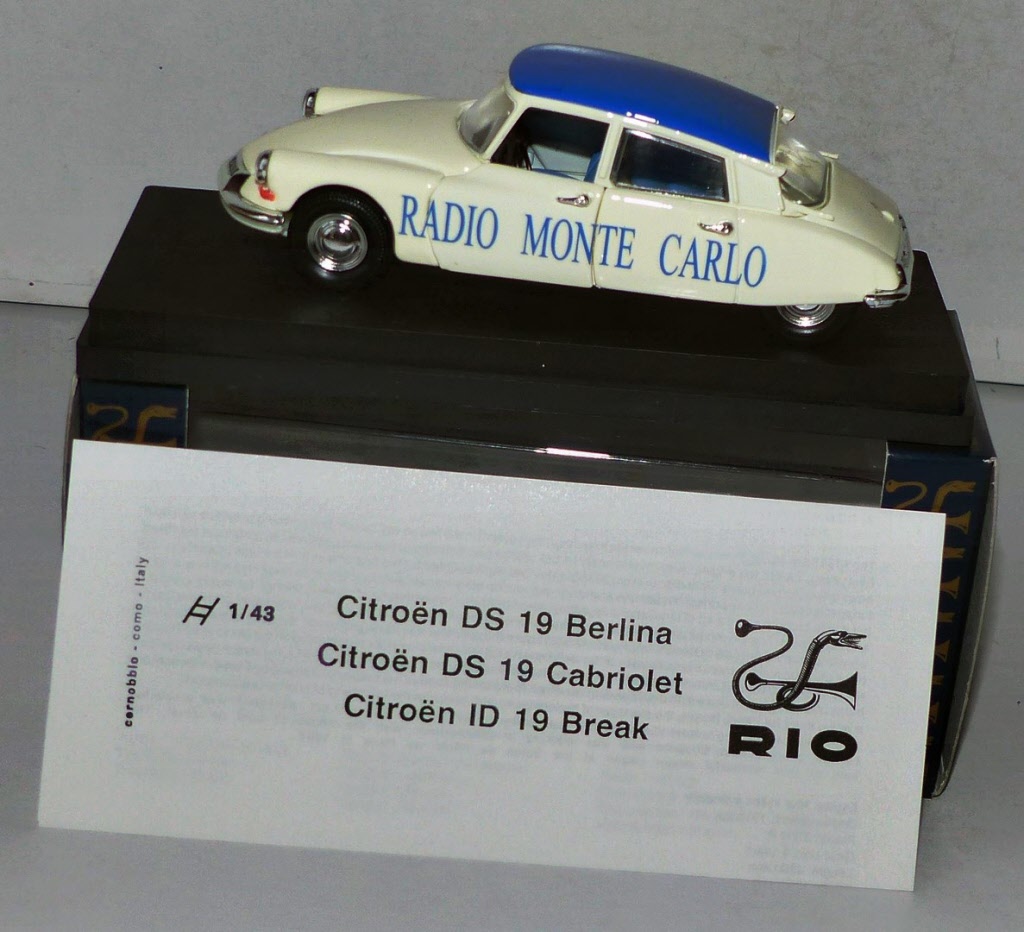 RADIO MONTE CARLO
cernobbio - como - italy
1/43
Citroën DS 19 Berlina
Citroën DS 19 Cabriolet
Citroën ID 19 Break
RIO